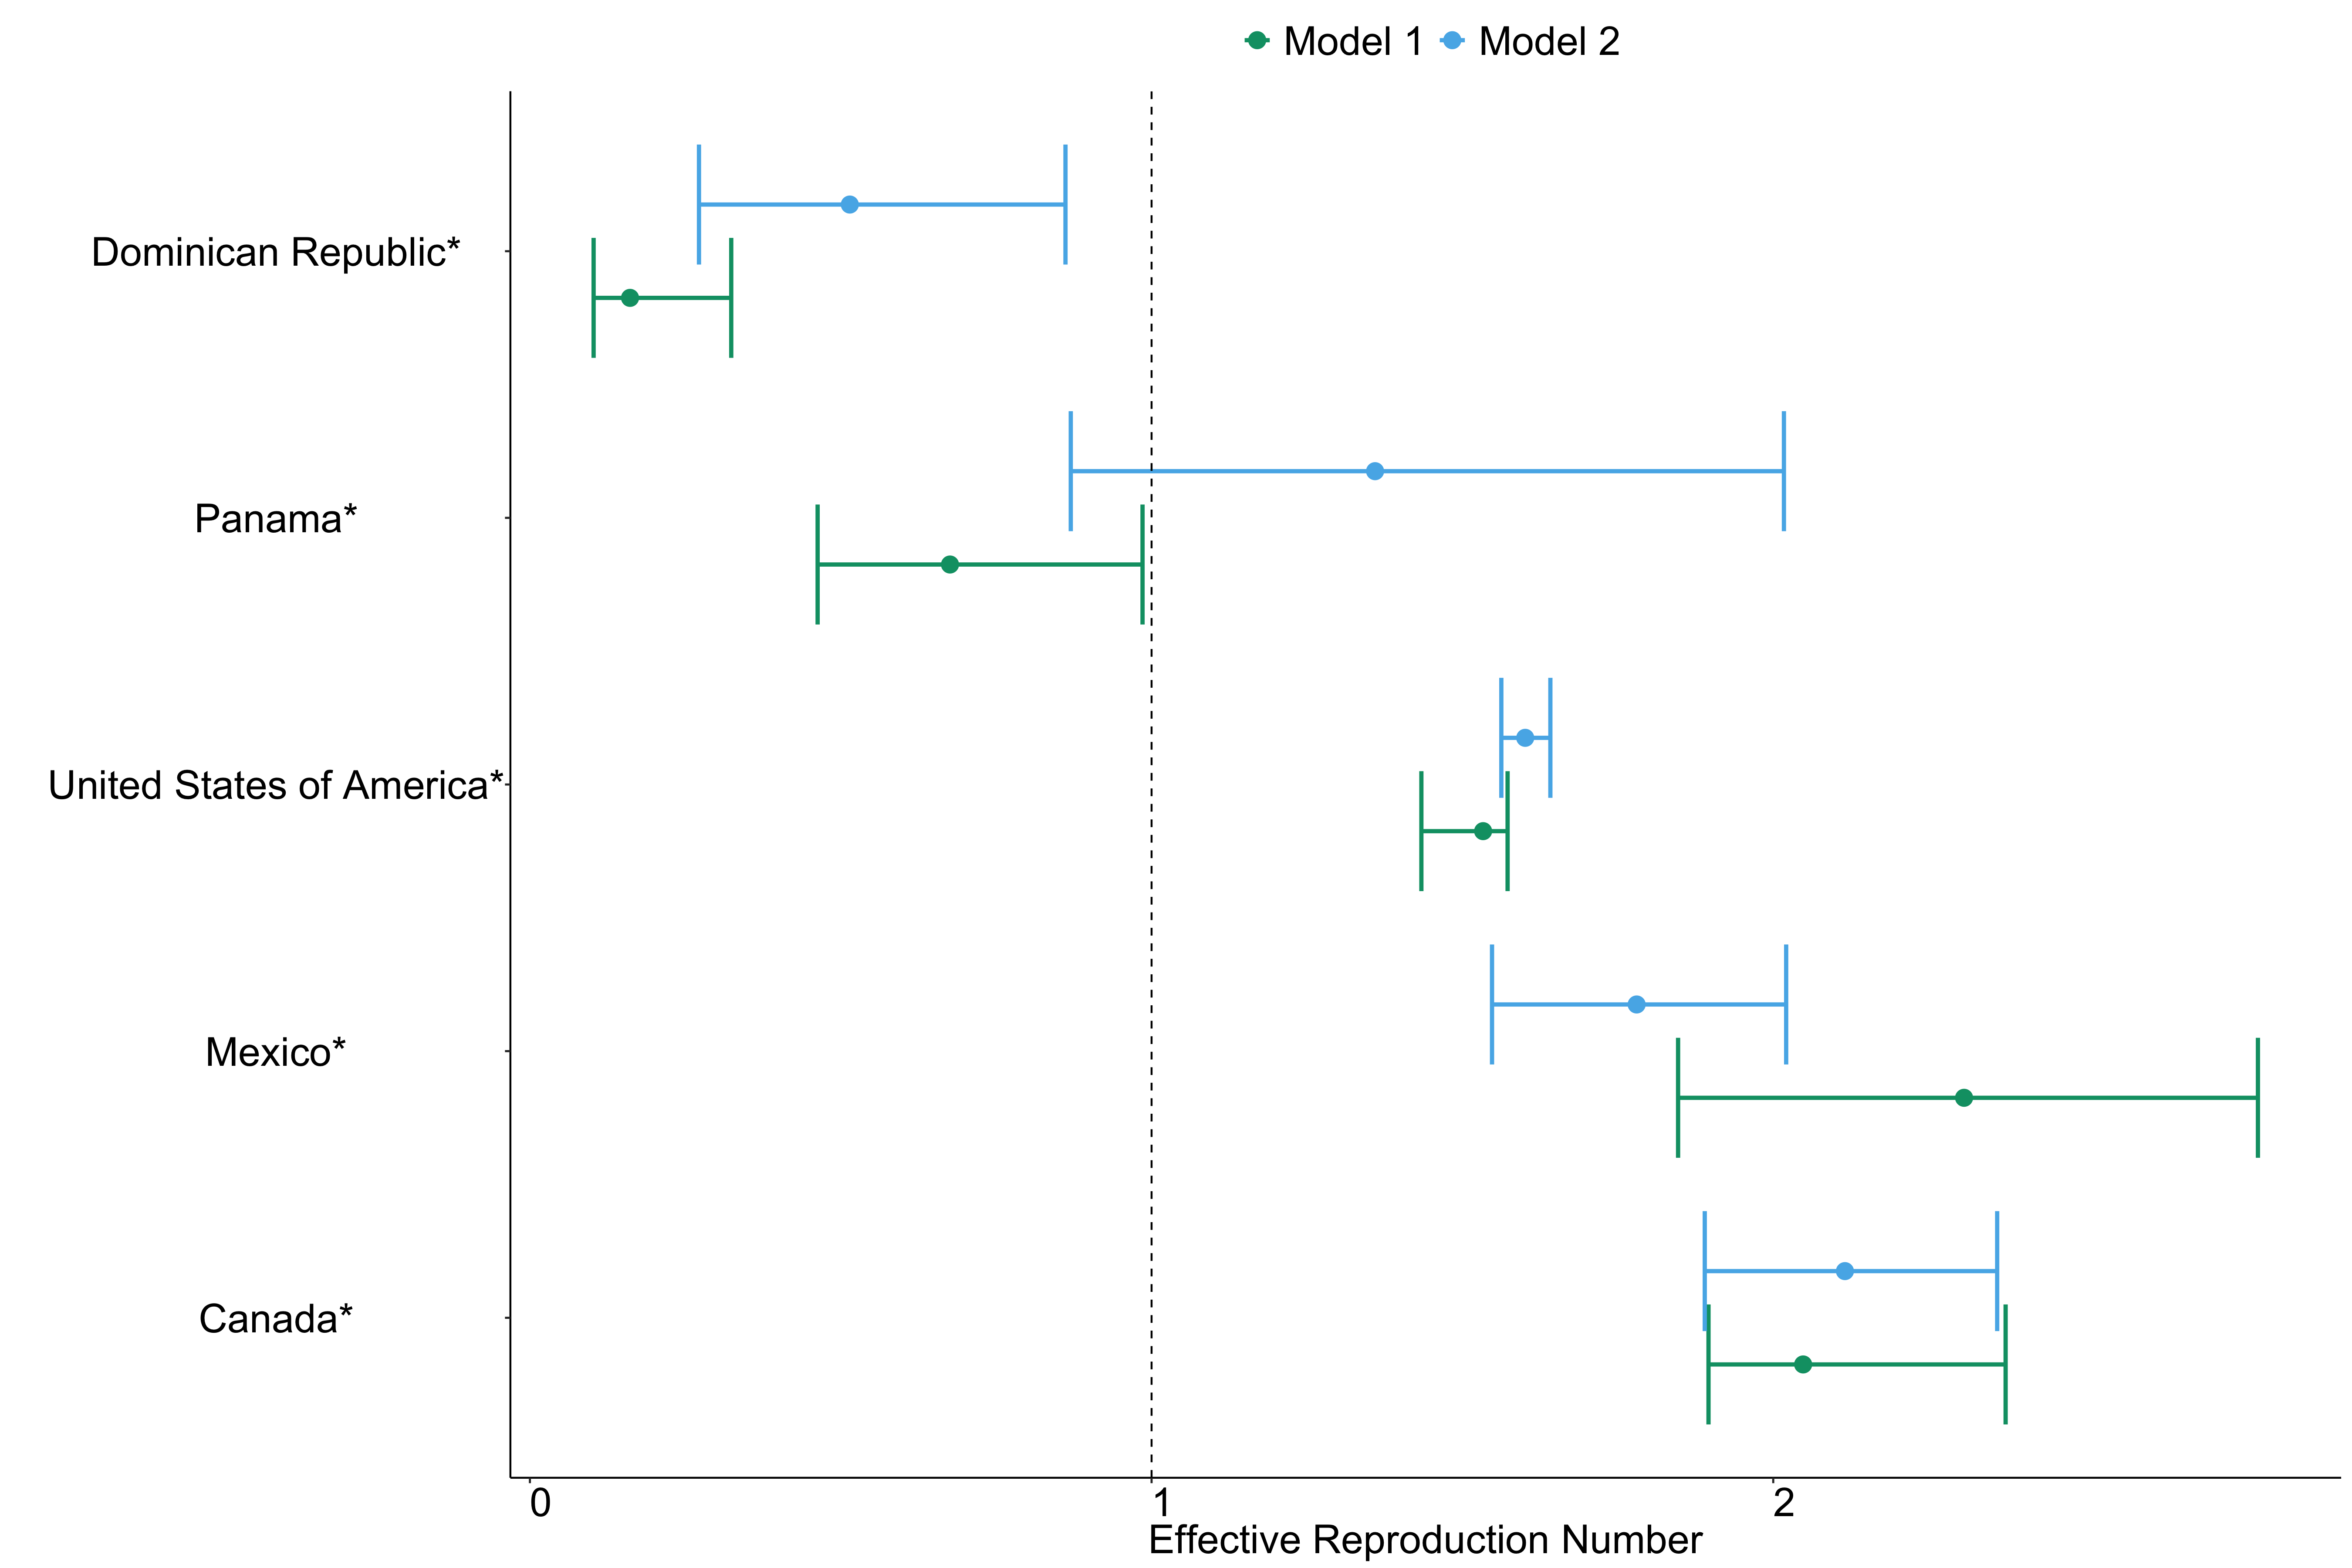 Model 1 Model 2
Dominican Republic*
Panama*
United States of America*
Mexico*
Canada*
0 1 2
Effective Reproduction Number